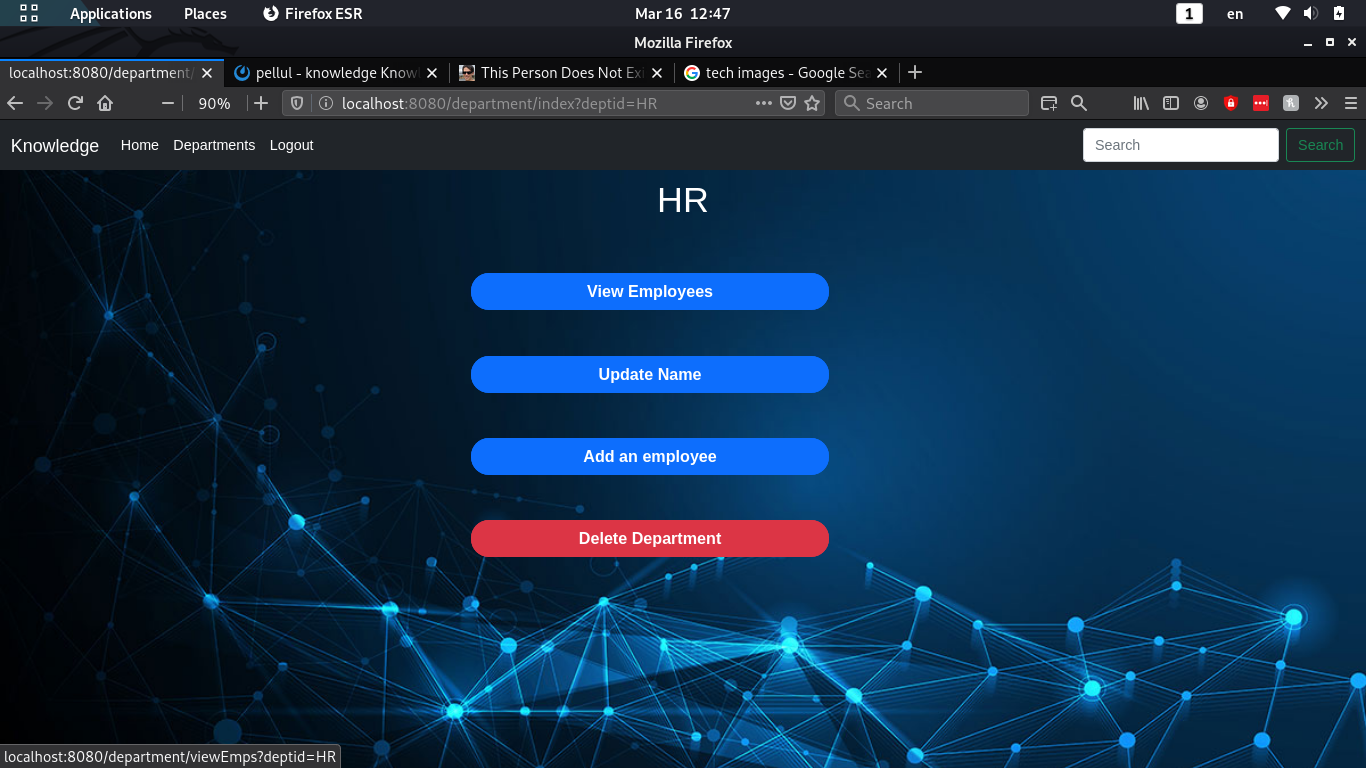 Applications Places Firefox ESR Mar 16 12:47 1 en
Mozilla Firefox
localhost:8080/department/ pellul - knowledge Know This Person Does Not Exi tech images - Google Sea
90% localhost:8080/department/index?deptid=HR Search
Knowledge Home Departments Logout Search Search
HR
View Employees
Update Name
Add an employee
Delete Department
localhost:8080/department/viewEmps?deptid=HR